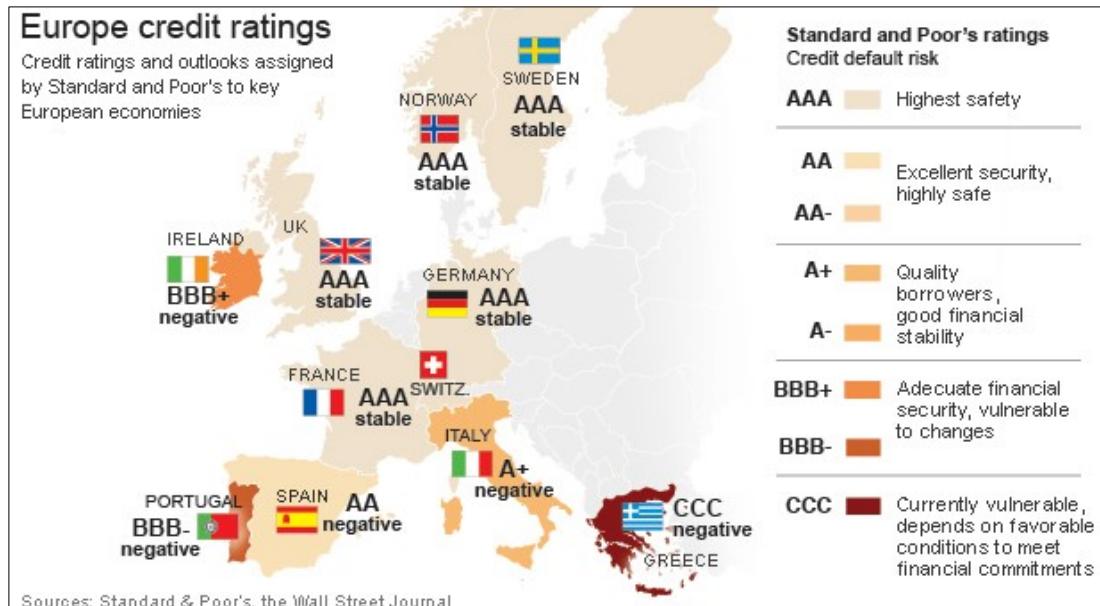 Europe credit ratings
Credit ratings and outlooks assigned
by Standard and Poor's to key
European economies
SWEDEN
AAA
stable
NORWAY
AAA
stable
UK
AAA
stable
IRELAND
BBB+
negative
GERMANY
AAA
stable
FRANCE
AAA
stable
SWITZ.
ITALY
A+
negative
PORTUGAL
BBB-
negative
SPAIN
AA
negative
CCC
negative
GREECE
Sources: Standard & Poor's, the Wall Street Journal
Standard and Poor's ratings
Credit default risk
AAA
Highest safety
AA
AA-
Excellent security,
highly safe
A+
A-
Quality
borrowers,
good financial
stability
BBB+
BBB-
Adequate financial
security, vulnerable
to changes
CCC
Currently vulnerable,
depends on favorable
conditions to meet
financial commitments